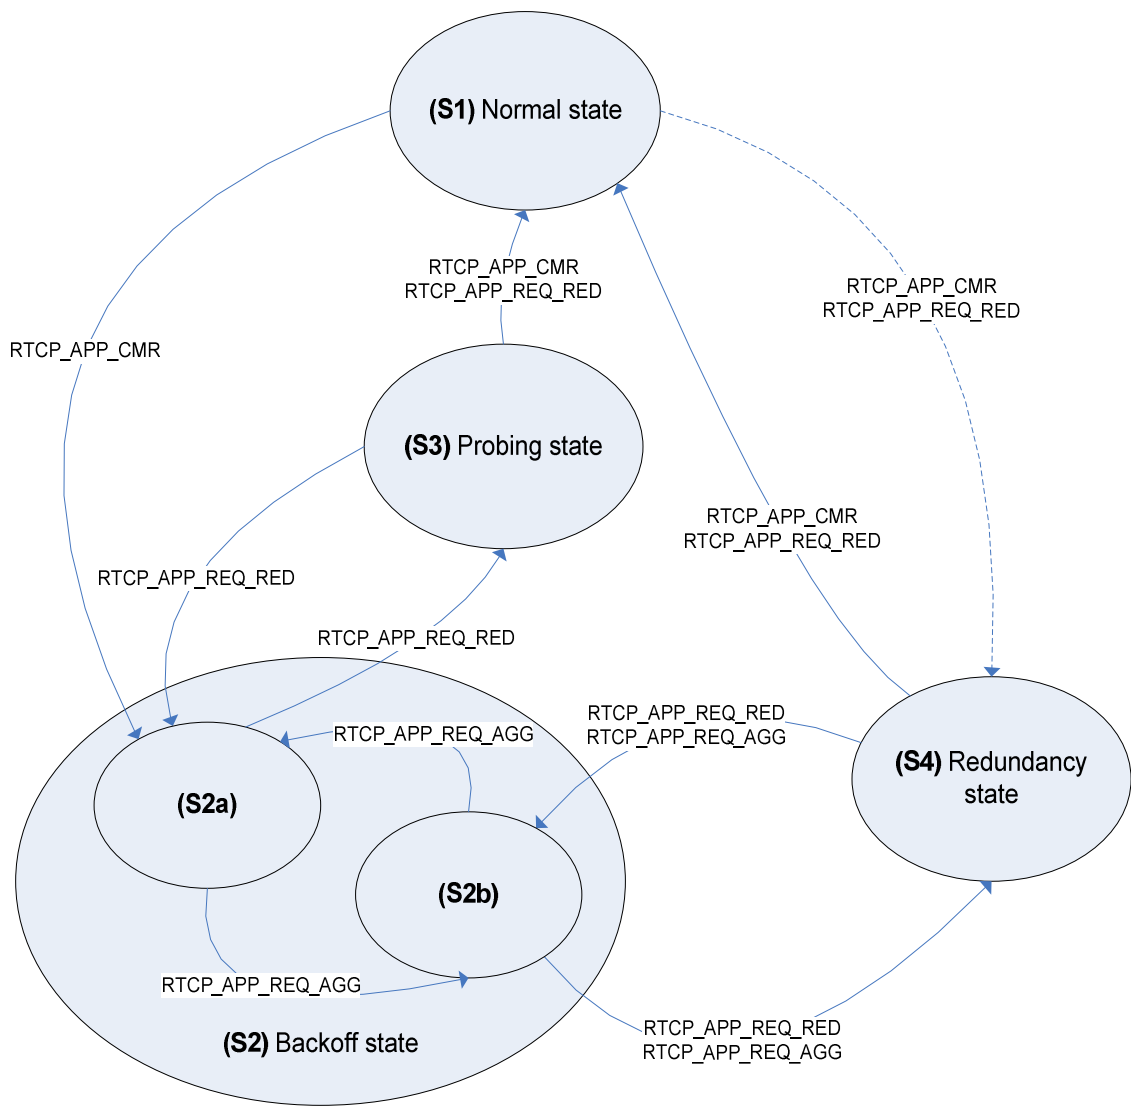 (S1) Normal state
RTCP_APP_CMR
RTCP_APP_REQ_RED
RTCP_APP_CMR
RTCP_APP_REQ_RED
RTCP_APP_CMR
(S3) Probing state
RTCP_APP_CMR
RTCP_APP_REQ_RED
RTCP_APP_REQ_RED
RTCP_APP_REQ_RED
RTCP_APP_REQ_RED
RTCP_APP_REQ_AGG
RTCP_APP_REQ_AGG
(S4) Redundancy
state
(S2a)
(S2b)
RTCP_APP_REQ_AGG
RTCP_APP_REQ_RED
RTCP_APP_REQ_AGG
(S2) Backoff state